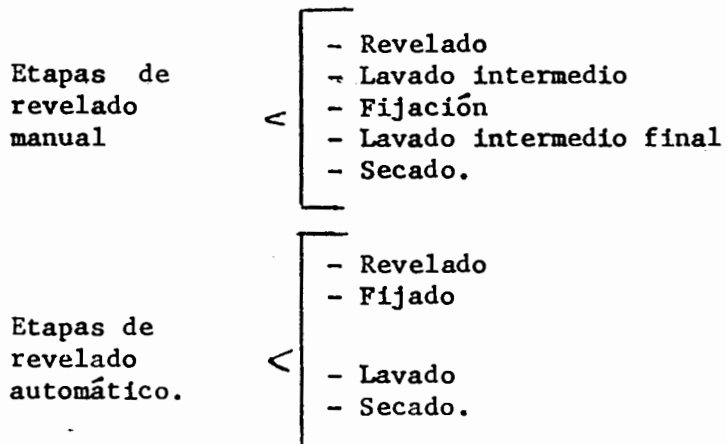 Etapas de
revelado
manual
<
- Revelado
- Lavado intermedio
- Fijación
- Lavado intermedio final
- Secado.
Etapas de
revelado
automático.
<
- Revelado
- Fijado
- Lavado
- Secado.